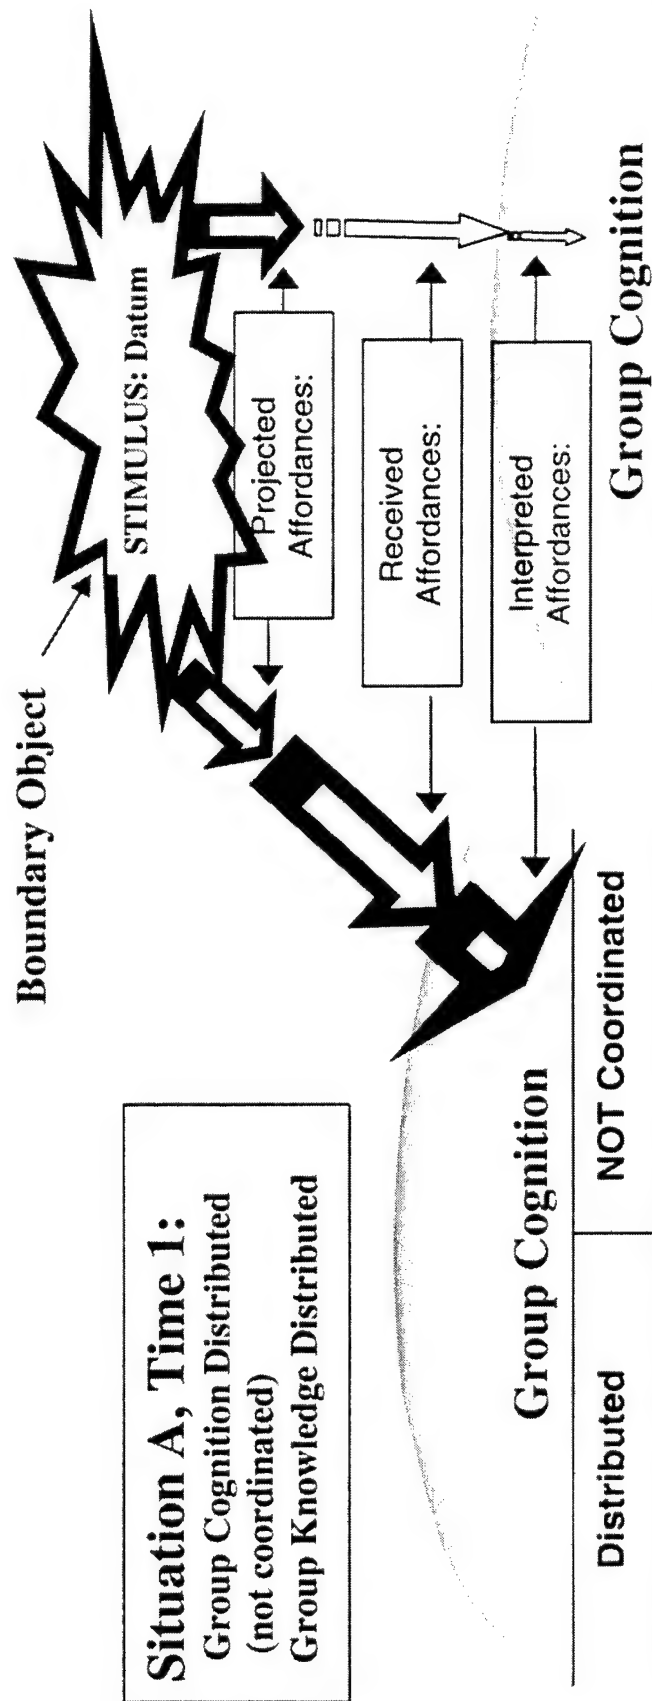 Situation A, Time 1:
Group Cognition Distributed
(not coordinated)
Group Knowledge Distributed
Boundary Object
STIMULUS: Datum
Projected
Affordances:
Received
Affordances:
Interpreted
Affordances:
Group Cognition
Group Cognition
Distributed
NOT Coordinated